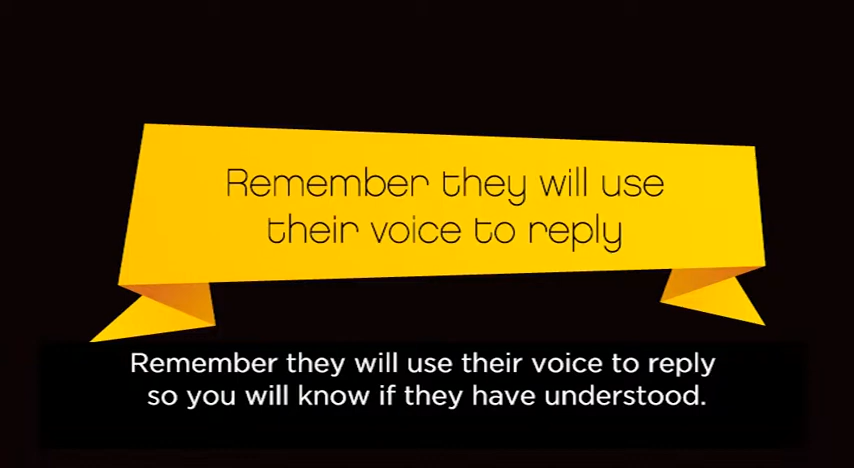 Remember they will use
their voice to reply
Remember they will use their voice to reply
so you will know if they have understood.